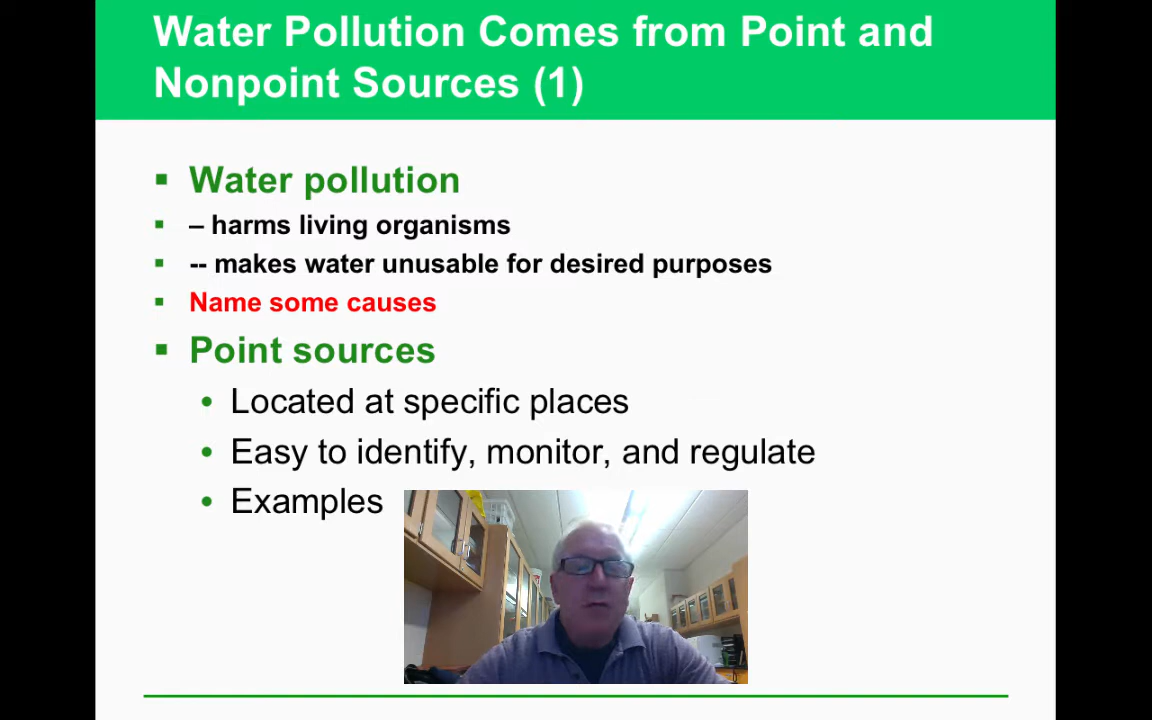 Water Pollution Comes from Point and
Nonpoint Sources (1)
Water pollution
– harms living organisms
-- makes water unusable for desired purposes
Name some causes
Point sources
Located at specific places
Easy to identify, monitor, and regulate
Examples